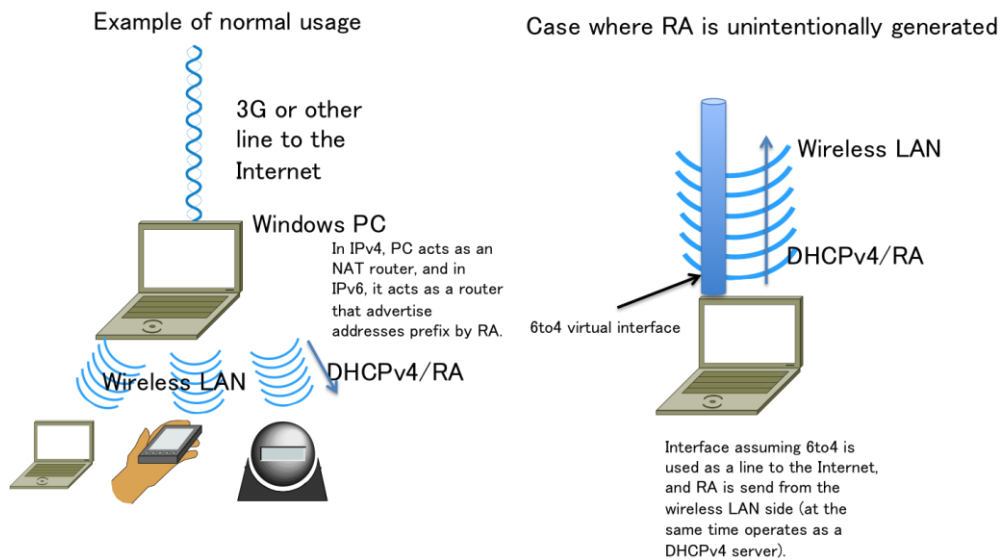 Example of normal usage
3G or other
line to the
Internet
Windows PC
In IPv4, PC acts as an
NAT router, and in
IPv6, it acts as a router
that advertise
addresses prefix by RA.
Wireless LAN
DHCPv4/RA
Case where RA is unintentionally generated
Wireless LAN
DHCPv4/RA
6to4 virtual interface
Interface assuming 6to4 is
used as a line to the Internet,
and RA is send from the
wireless LAN side (at the
same time operates as a
DHCPv4 server).